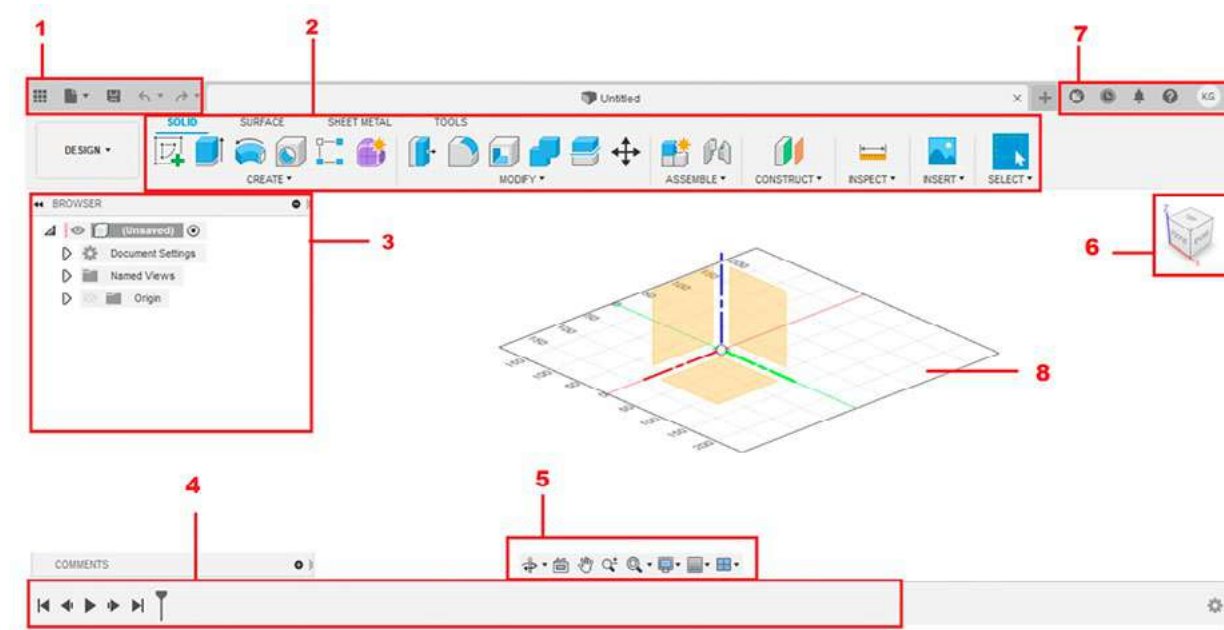 1
2
7
Untitled
KG
SOLID SURFACE SHEET METAL TOOLS
DESIGN
CREATE MODIFY ASSEMBLE CONSTRUCT INSPECT INSERT SELECT
BROWSER
(Unsaved)
Document Settings
Named Views
Origin
3
6
Z
8
4
5
COMMENTS